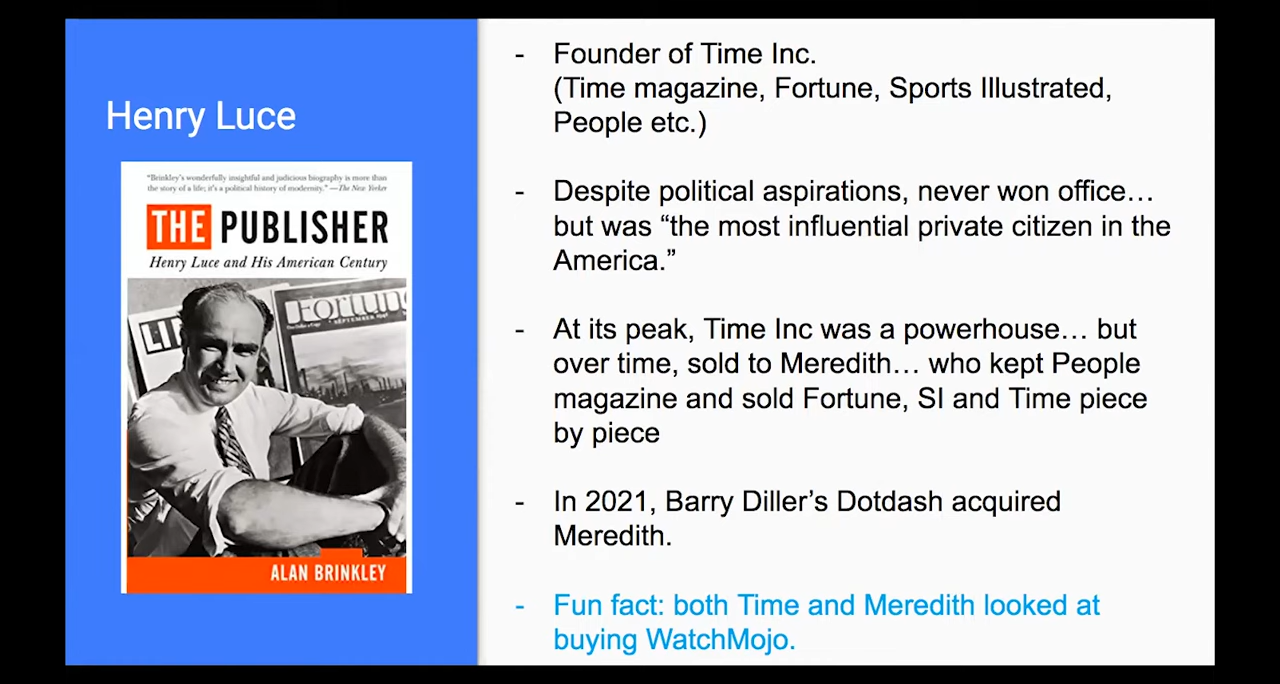 Henry Luce
"Brinkley's wonderfully insightful and judicious biography is more than
the story of a life; it's a political history of modernity." —The New Yorker
THE PUBLISHER
Henry Luce and His American Century
LIF
Fortune
SEPTEMBER
ALAN BRINKLEY
- Founder of Time Inc.
(Time magazine, Fortune, Sports Illustrated,
People etc.)
- Despite political aspirations, never won office…
but was “the most influential private citizen in the
America.”
- At its peak, Time Inc was a powerhouse… but
over time, sold to Meredith… who kept People
magazine and sold Fortune, SI and Time piece
by piece
- In 2021, Barry Diller’s Dotdash acquired
Meredith.
- Fun fact: both Time and Meredith looked at
buying WatchMojo.